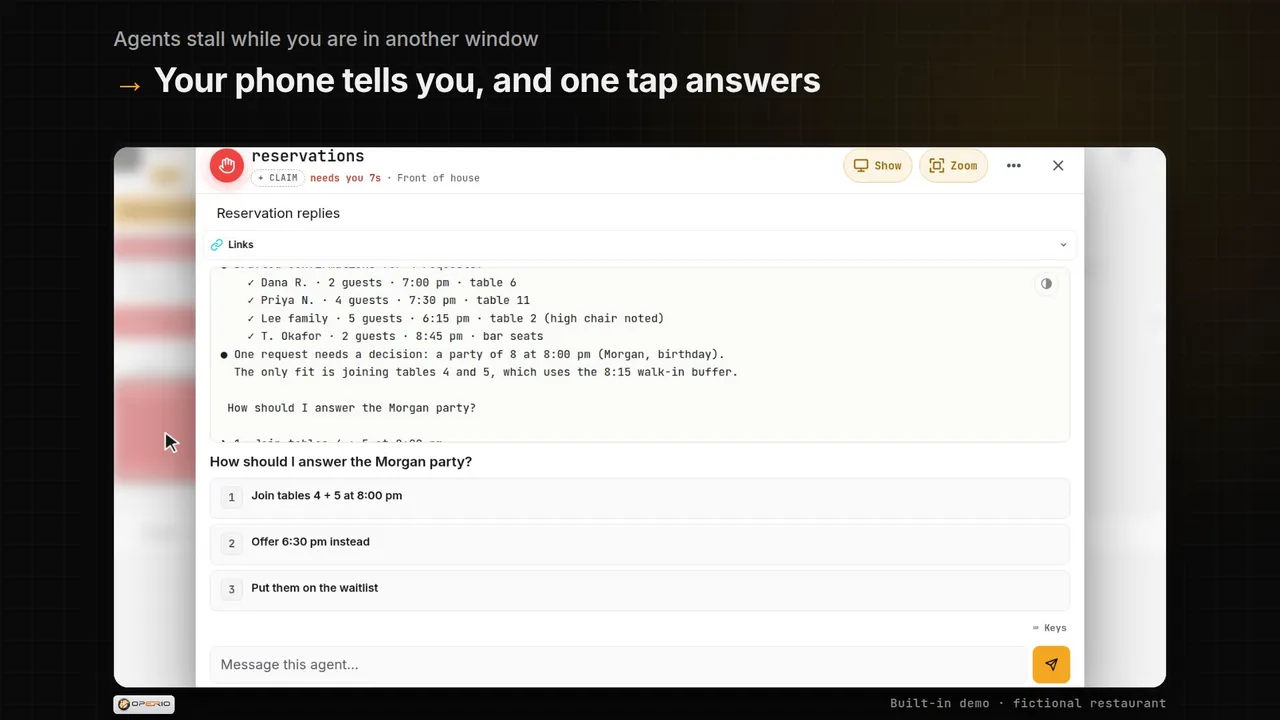 Agents stall while you are in another window
→ Your phone tells you, and one tap answers
reservations
+ CLAIM needs you 7s · Front of house
Show
Zoom
Reservation replies
Links
✓ Dana R. · 2 guests · 7:00 pm · table 6
✓ Priya N. · 4 guests · 7:30 pm · table 11
✓ Lee family · 5 guests · 6:15 pm · table 2 (high chair noted)
✓ T. Okafor · 2 guests · 8:45 pm · bar seats
● One request needs a decision: a party of 8 at 8:00 pm (Morgan, birthday).
The only fit is joining tables 4 and 5, which uses the 8:15 walk-in buffer.
How should I answer the Morgan party?
How should I answer the Morgan party?
1 Join tables 4 + 5 at 8:00 pm
2 Offer 6:30 pm instead
3 Put them on the waitlist
Keys
Message this agent...
OPERIO
Built-in demo · fictional restaurant